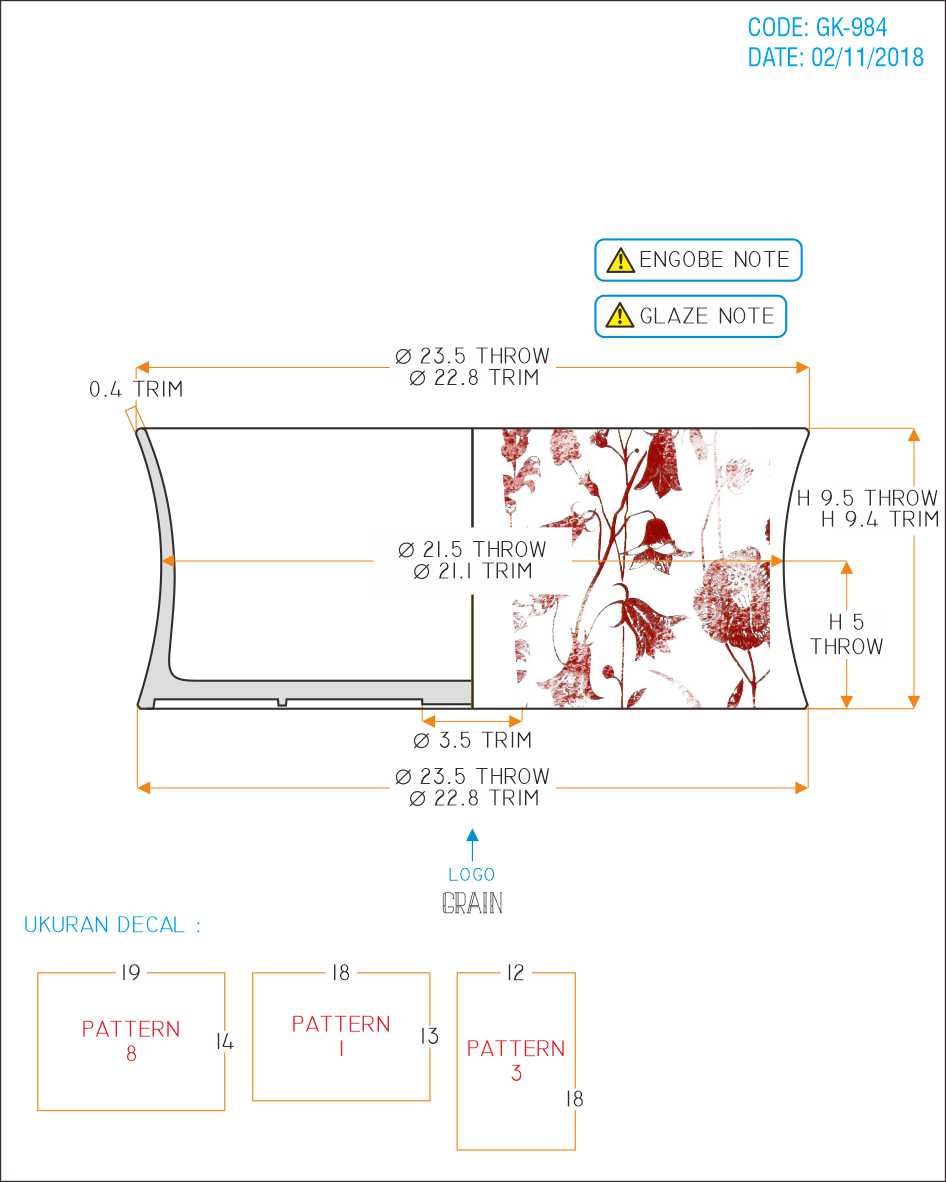 CODE: GK-984
DATE: 02/11/2018
ENGOBE NOTE
GLAZE NOTE
Ø 23.5 THROW
Ø 22.8 TRIM
0.4 TRIM
H 9.5 THROW
H 9.4 TRIM
Ø 21.5 THROW
Ø 21.1 TRIM
H 5
THROW
Ø 3.5 TRIM
Ø 23.5 THROW
Ø 22.8 TRIM
LOGO
GRAIN
UKURAN DECAL :
19
PATTERN
8
14
18
PATTERN
1
13
12
PATTERN
3
18